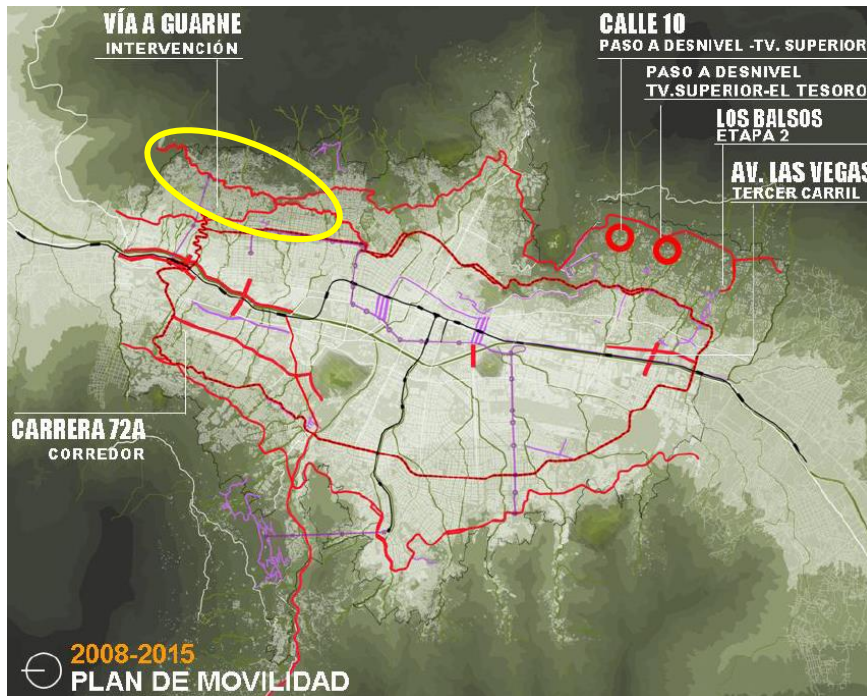 VÍA A GUARNE
INTERVENCIÓN
CALLE 10
PASO A DESNIVEL -TV. SUPERIOR
PASO A DESNIVEL
TV.SUPERIOR-EL TESORO
LOS BALSOS
ETAPA 2
AV. LAS VEGAS
TERCER CARRIL
CARRERA 72A
CORREDOR
2008-2015
PLAN DE MOVILIDAD